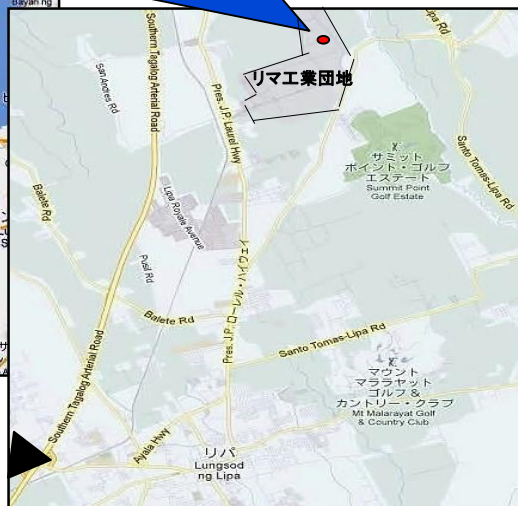 Bayan ng
Southern Tagalog Arterial Road
San Andres Rd
Pres. J.P. Laurel Hwy
リマ工業団地
Lipa Rd
Santo Tomas-Lipa Rd
サミット
ポイント・ゴルフ
エステート
Summit Point
Golf Estate
Balete Rd
Lipa Royale Avenue
Pusil Rd
Pres. J.P. ローレル・ハイウェイ
Balete Rd
Santo Tomas-Lipa Rd
Southern Tagalog Arterial Road
マウント
マララヤット
ゴルフ &
カントリー・クラブ
Mt Malarayat Golf
& Country Club
Ayala Hwy
リパ
Lungsod
ng Lipa